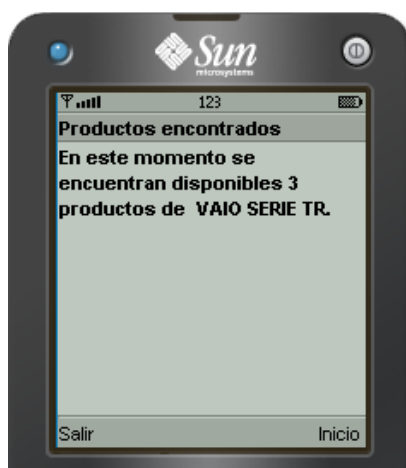 Sun
microsystems
123
Productos encontrados
En este momento se
encuentran disponibles 3
productos de VAIO SERIE TR.
Salir Inicio